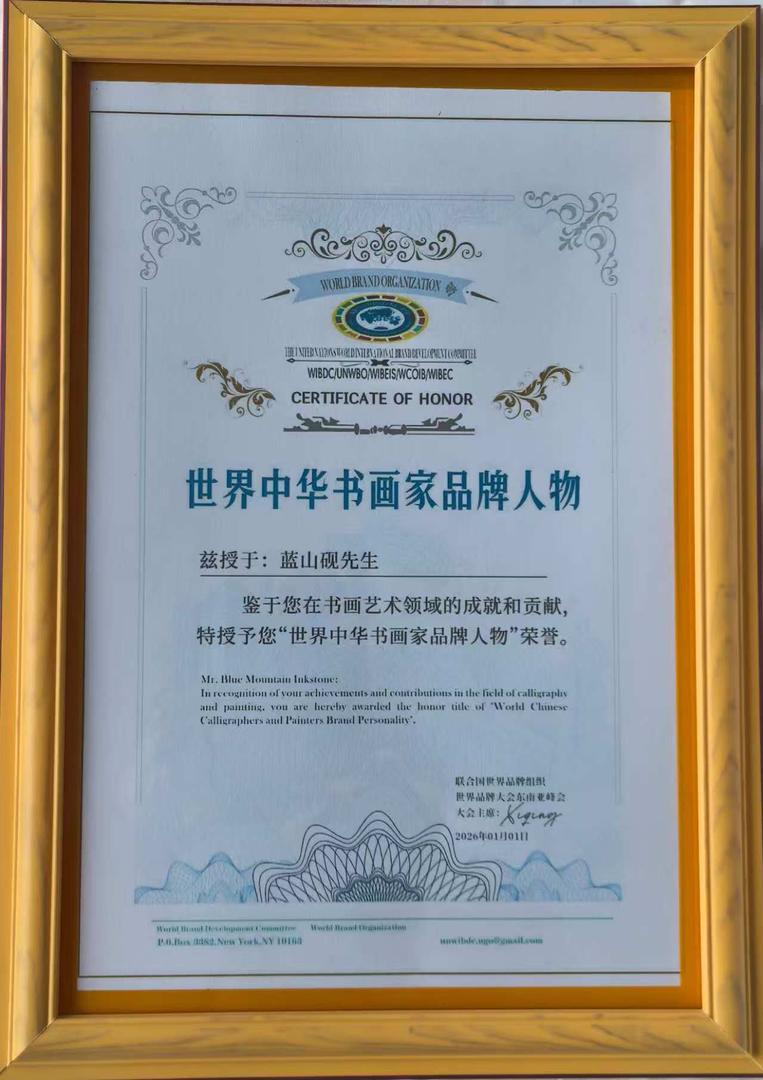 WORLD BRAND ORGANIZATION
THE UNITED NATIONS WORLD INTERNATIONAL BRAND DEVELOPMENT COMMITTEE
WIBDC/UNWBO/WIBEIS/WCOIB/WIBEC
CERTIFICATE OF HONOR
世界中华书画家品牌人物
兹授于：蓝山砚先生
鉴于您在书画艺术领域的成就和贡献，
特授予您“世界中华书画家品牌人物”荣誉。
Mr. Blue Mountain Inkstone:
In recognition of your achievements and contributions in the field of calligraphy
and painting, you are hereby awarded the honor title of "World Chinese
Calligraphers and Painters Brand Personality".
联合国世界品牌组织
世界品牌大会东南亚峰会
大会主席：Xiqing
2026年01月01日
World Brand Development Committee World Brand Organization
P.O.Box 3382.New York.NY 10163
unwibdc.ngo@gmail.com